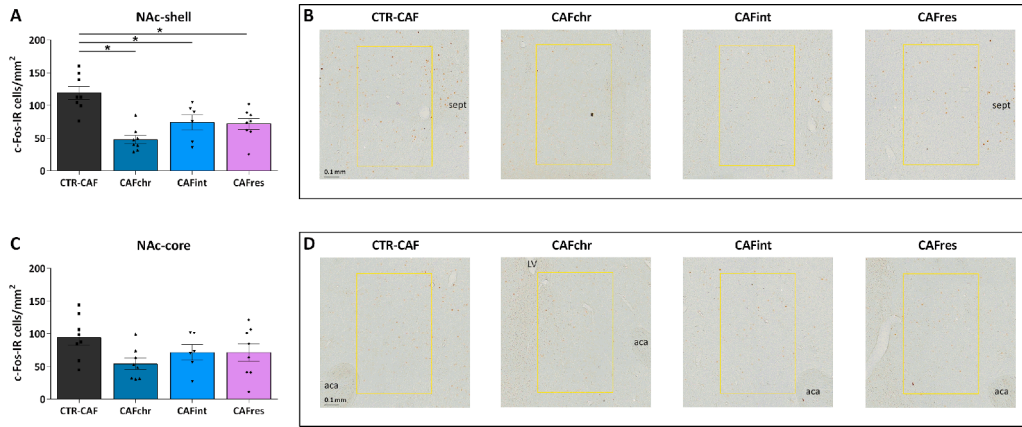 A
NAc-shell
c-Fos-IR cells/mm²
200
150
100
50
0
*
*
*
CTR-CAF CAFchr CAFint CAFres
B
CTR-CAF CAFchr CAFint CAFres
sept
sept
0.1 mm
C
NAc-core
c-Fos-IR cells/mm²
200
150
100
50
0
CTR-CAF CAFchr CAFint CAFres
D
CTR-CAF CAFchr CAFint CAFres
LV
aca
aca
aca
aca
0.1 mm